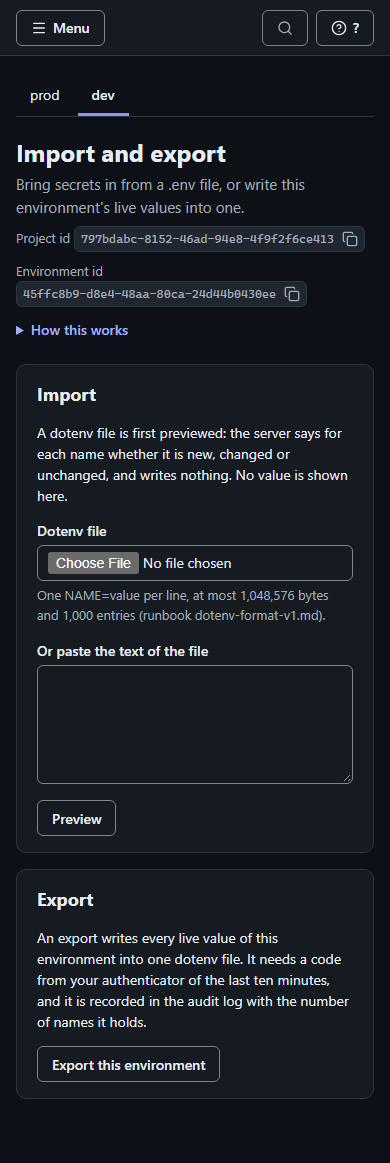 Menu
?
prod dev
Import and export
Bring secrets in from a .env file, or write this
environment's live values into one.
Project id 797bdabc-8152-46ad-94e8-4f9f2f6ce413
Environment id
45ffc8b9-d8e4-48aa-80ca-24d44b0430ee
How this works
Import
A dotenv file is first previewed: the server says for
each name whether it is new, changed or
unchanged, and writes nothing. No value is shown
here.
Dotenv file
Choose File No file chosen
One NAME=value per line, at most 1,048,576 bytes
and 1,000 entries (runbook dotenv-format-v1.md).
Or paste the text of the file
Preview
Export
An export writes every live value of this
environment into one dotenv file. It needs a code
from your authenticator of the last ten minutes,
and it is recorded in the audit log with the number
of names it holds.
Export this environment